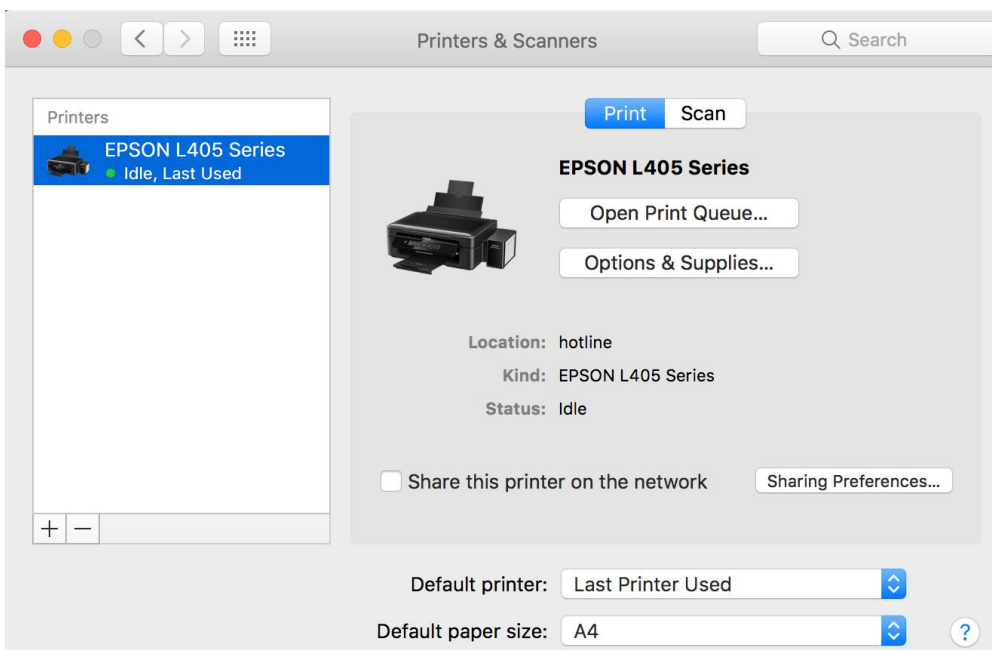 Printers & Scanners
Search
Printers
EPSON L405 Series
Idle, Last Used
Print
Scan
EPSON L405 Series
Open Print Queue...
Options & Supplies...
Location: hotline
Kind: EPSON L405 Series
Status: Idle
Share this printer on the network
Sharing Preferences...
Default printer: Last Printer Used
Default paper size: A4
?